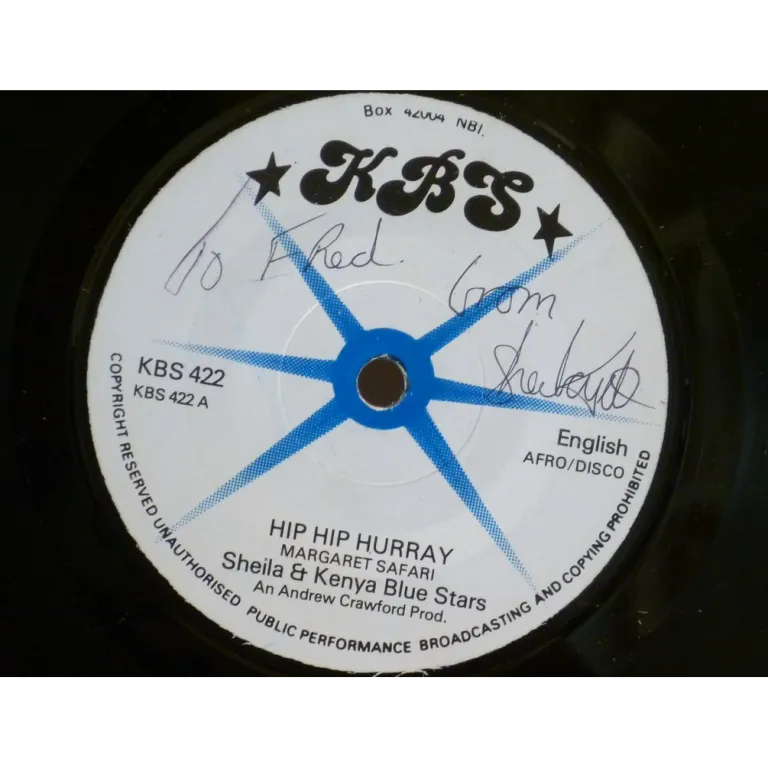 Box 42004 NBI.
KBS
To FRed. from
KBS 422
KBS 422 A
English
AFRO/DISCO
HIP HIP HURRAY
MARGARET SAFARI
Sheila & Kenya Blue Stars
An Andrew Crawford Prod.
COPYRIGHT RESERVED UNAUTHORISED PUBLIC PERFORMANCE BROADCASTING AND COPYING PROHIBITED